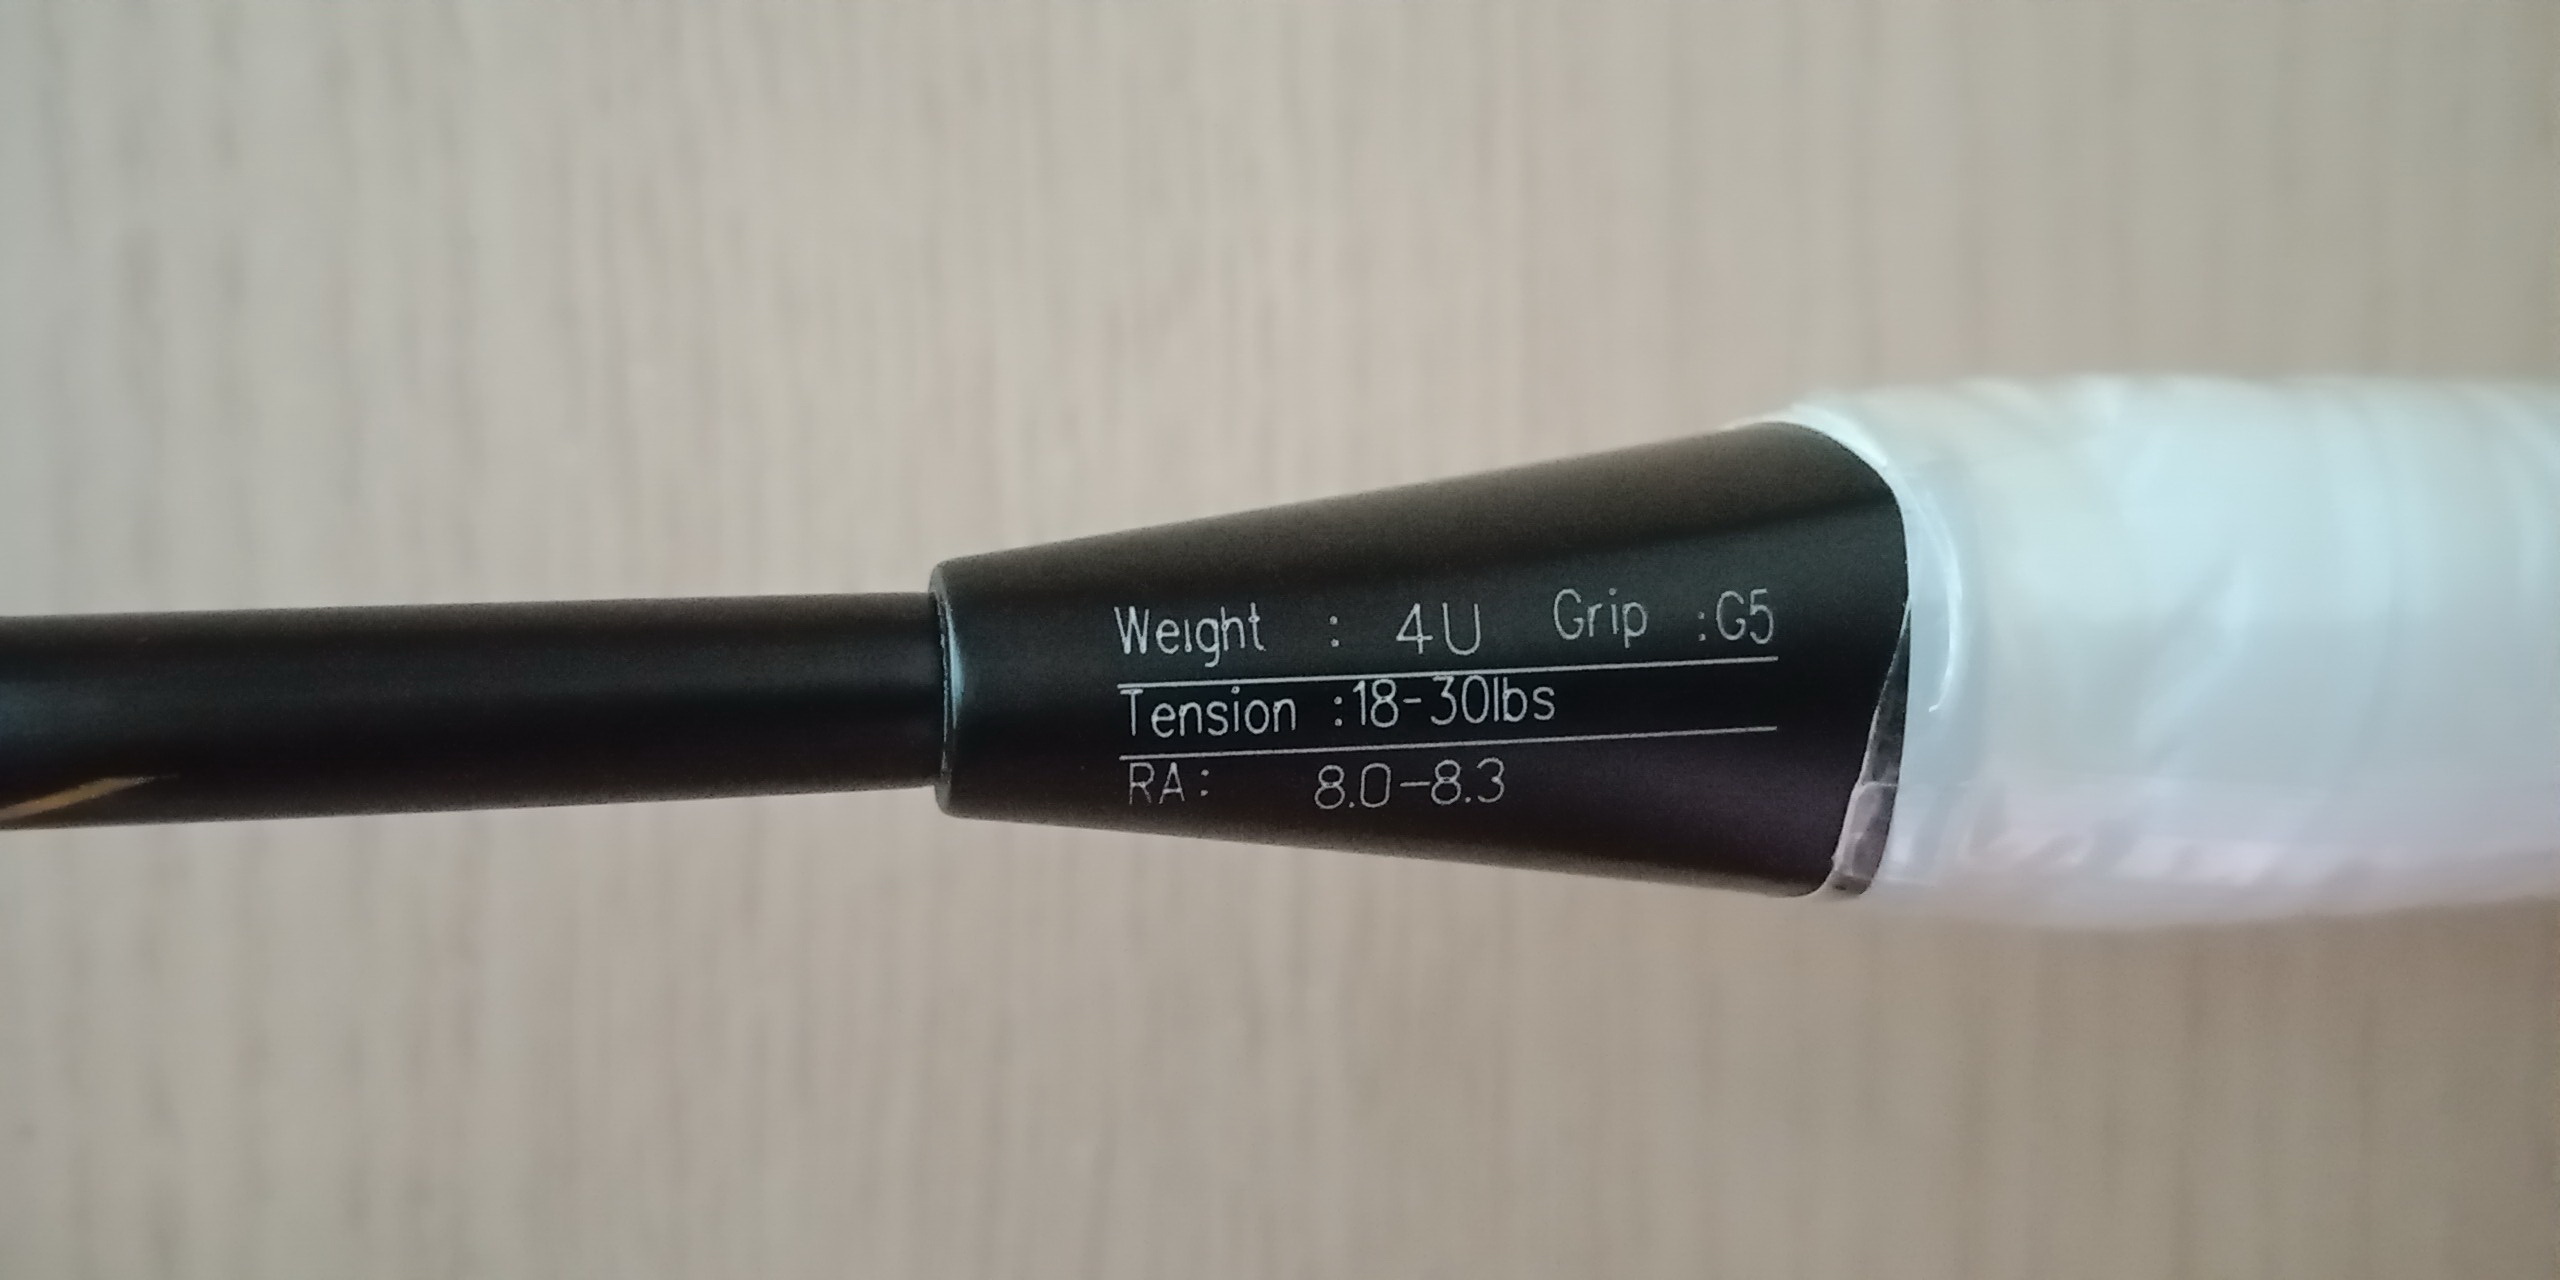 Weight : 4U Grip :G5
Tension :18-30lbs
RA: 8.0-8.3